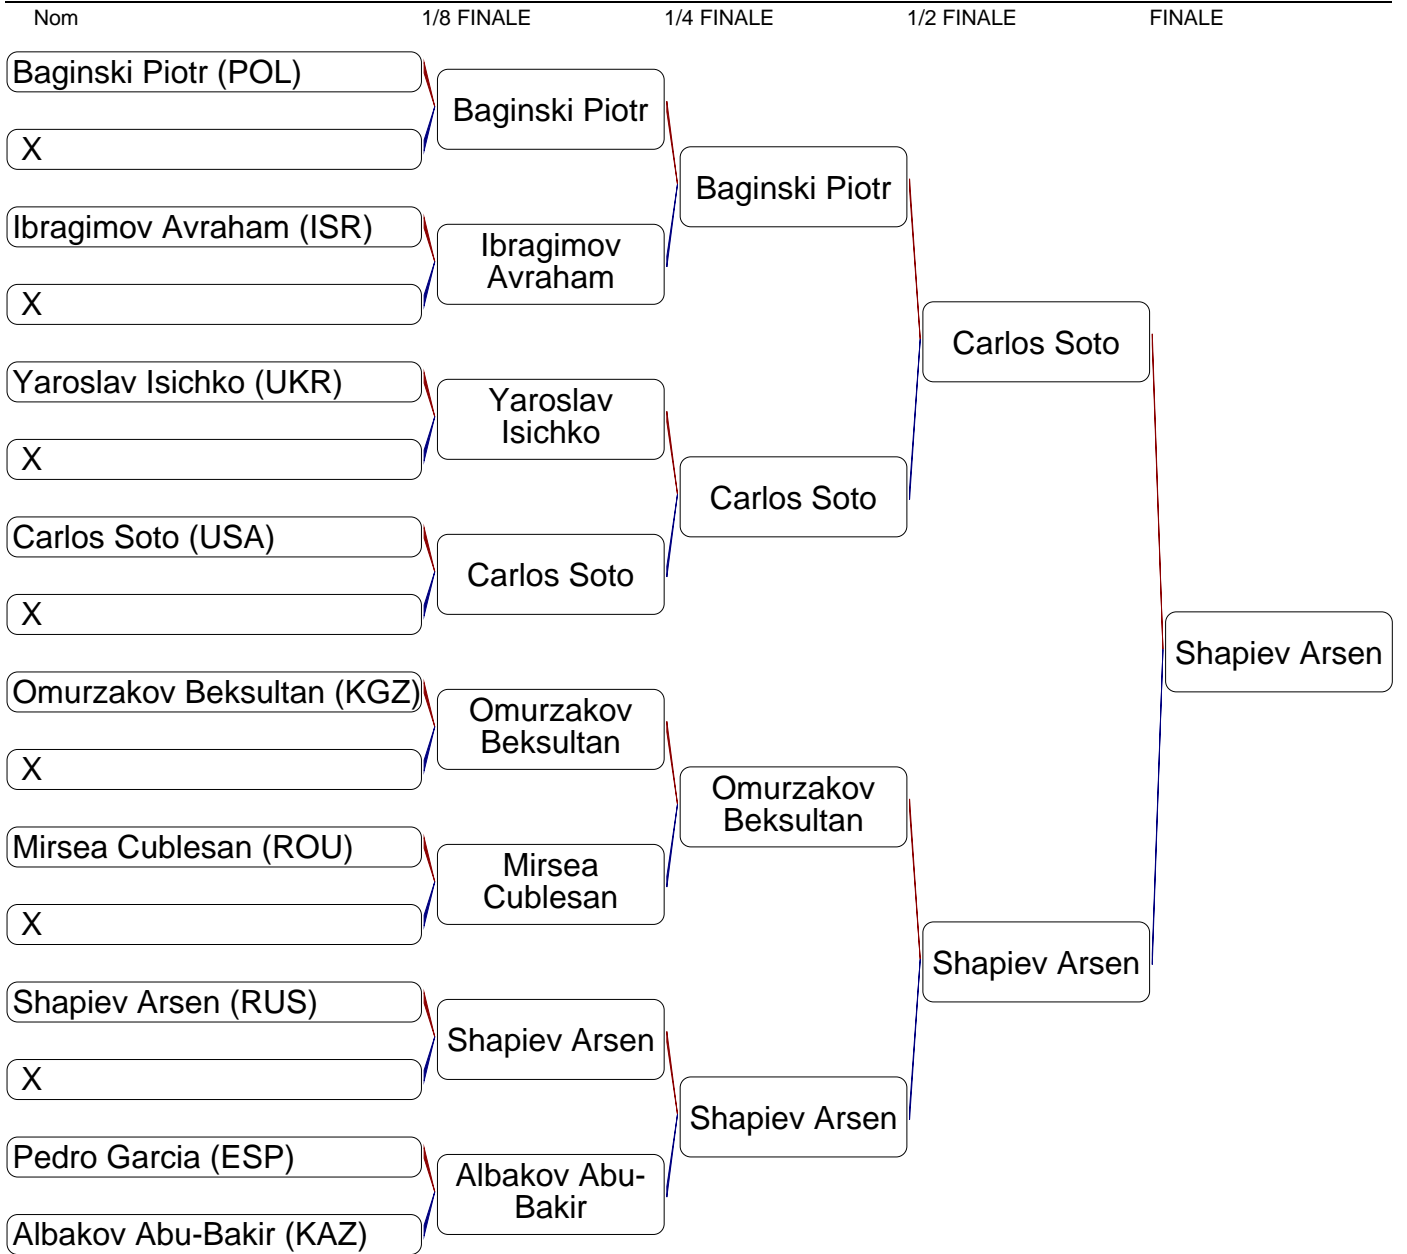 Nom 1/8 FINALE 1/4 FINALE 1/2 FINALE FINALE
Baginski Piotr (POL)
X
Ibragimov Avraham (ISR)
X
Yaroslav Isichko (UKR)
X
Carlos Soto (USA)
X
Omurzakov Beksultan (KGZ)
X
Mirsea Cublesan (ROU)
X
Shapiev Arsen (RUS)
X
Pedro Garcia (ESP)
Albakov Abu-Bakir (KAZ)
Baginski Piotr
Ibragimov
Avraham
Yaroslav
Isichko
Carlos Soto
Omurzakov
Beksultan
Mirsea
Cublesan
Shapiev Arsen
Albakov Abu-
Bakir
Baginski Piotr
Carlos Soto
Omurzakov
Beksultan
Shapiev Arsen
Carlos Soto
Shapiev Arsen
Shapiev Arsen